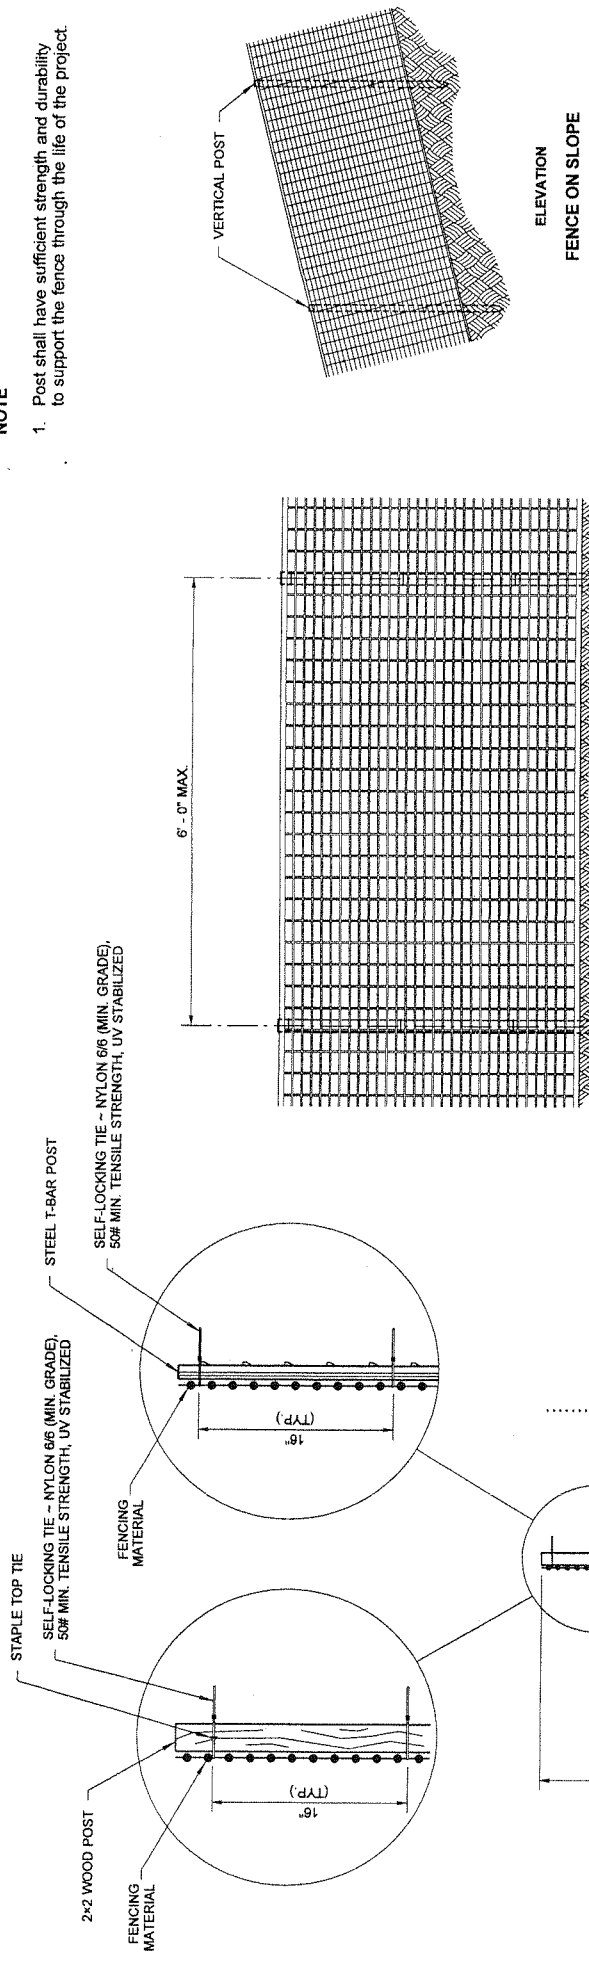 NOTE
1. Post shall have sufficient strength and durability
to support the fence through the life of the project.
VERTICAL POST
ELEVATION
FENCE ON SLOPE
6' - 0" MAX.
STEEL T-BAR POST
SELF-LOCKING TIE ~ NYLON 6/6 (MIN. GRADE),
50# MIN. TENSILE STRENGTH, UV STABILIZED
FENCING
MATERIAL
16"
(TYP.)
STAPLE TOP TIE
SELF-LOCKING TIE ~ NYLON 6/6 (MIN. GRADE),
50# MIN. TENSILE STRENGTH, UV STABILIZED
2×2 WOOD POST
FENCING
MATERIAL
16"
(TYP.)